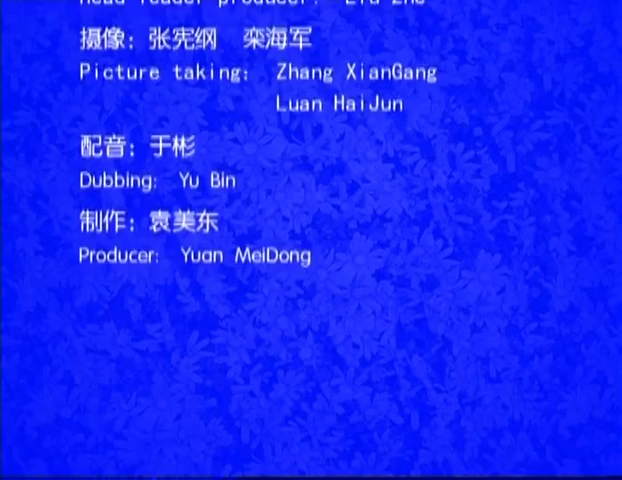 摄像：张宪纲 栾海军
Picture taking: Zhang XianGang
Luan HaiJun
配音：于彬
Dubbing: Yu Bin
制作：袁美东
Producer: Yuan MeiDong